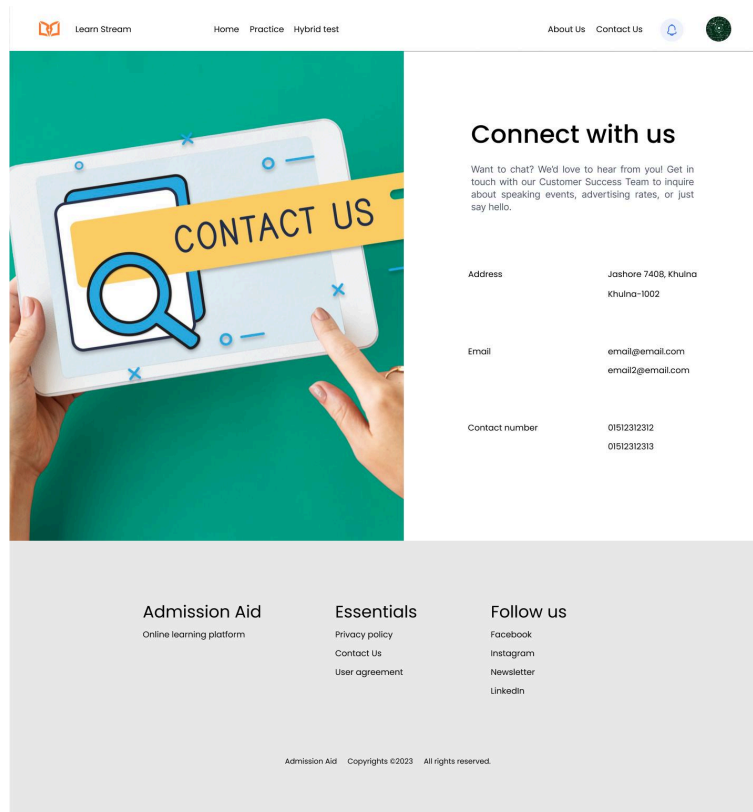 Learn Stream
Home Practice Hybrid test
About Us Contact Us
CONTACT US
Connect with us
Want to chat? We'd love to hear from you! Get in
touch with our Customer Success Team to inquire
about speaking events, advertising rates, or just
say hello.
Address
Jashore 7408, Khulna
Khulna-1002
Email
email@email.com
email2@email.com
Contact number
01512312312
01512312313
Admission Aid
Online learning platform
Essentials
Privacy policy
Contact Us
User agreement
Follow us
Facebook
Instagram
Newsletter
LinkedIn
Admission Aid Copyrights ©2023 All rights reserved.